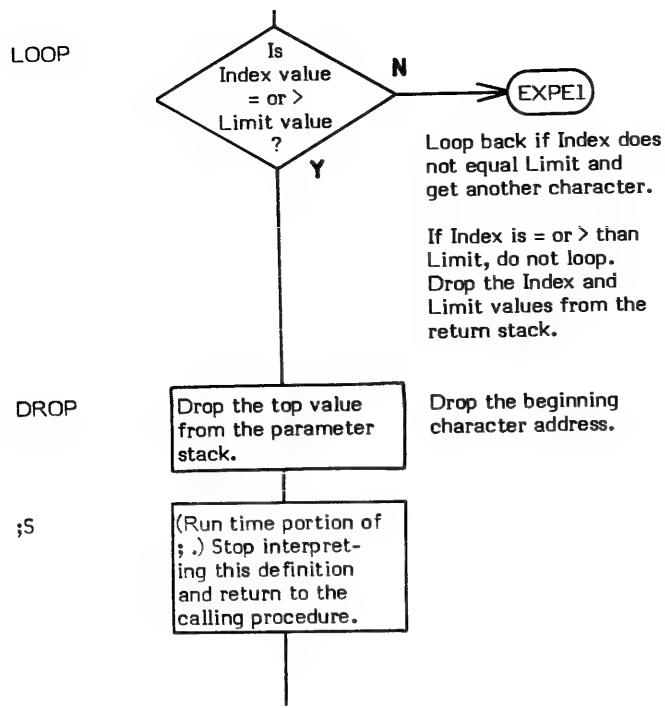 LOOP
Is
Index value
= or >
Limit value
?
N
Y
EXPE1
Loop back if Index does
not equal Limit and
get another character.
If Index is = or > than
Limit, do not loop.
Drop the Index and
Limit values from the
return stack.
DROP
Drop the top value
from the parameter
stack.
Drop the beginning
character address.
;S
(Run time portion of
; .) Stop interpret-
ing this definition
and return to the
calling procedure.